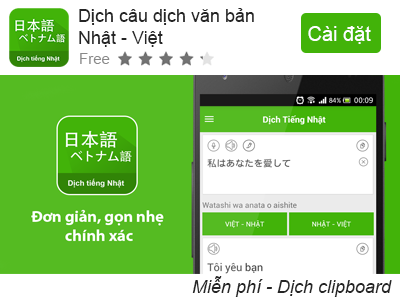 日本語
ベトナム語
Dịch tiếng Nhật
Dịch câu dịch văn bản
Nhật - Việt
Free
Cài đặt
日本語
ベトナム語
Dịch tiếng Nhật
Đơn giản, gọn nhẹ
chính xác
84% 00:09
Dịch Tiếng Nhật
私はあなたを愛して
Watashi wa anata o aishite
VIỆT - NHẬT
NHẬT - VIỆT
Tôi yêu bạn
Miễn phí - Dịch clipboard